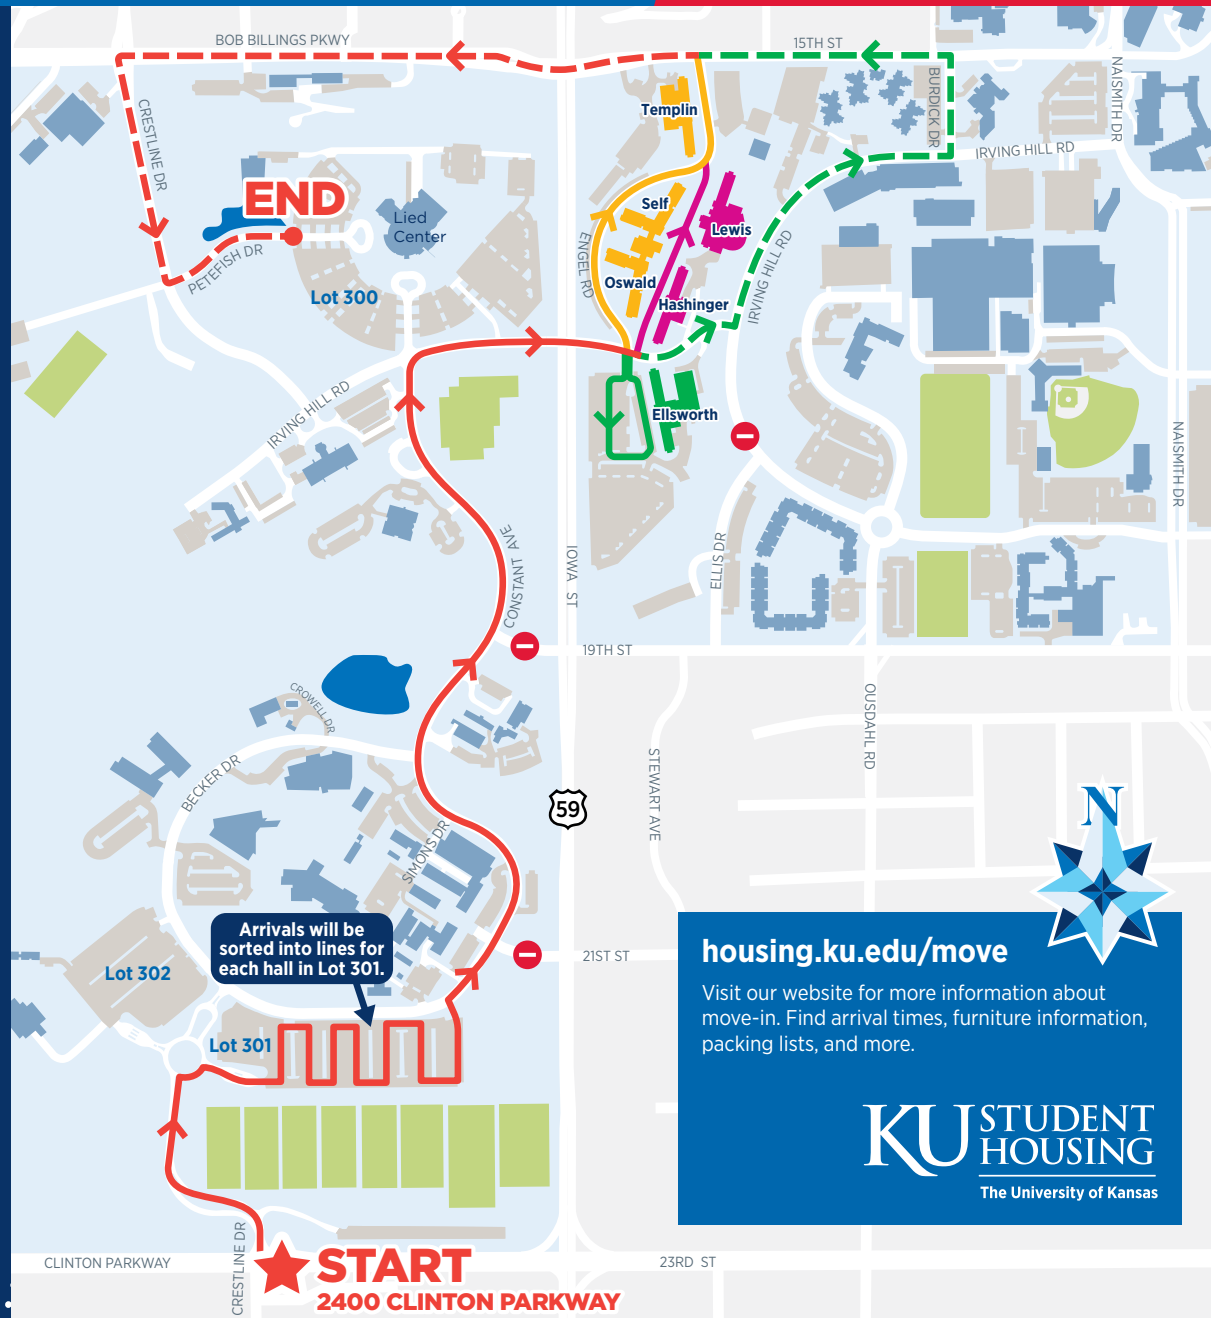 BOB BILLINGS PKWY
15TH ST
NAISMITH DR
BURDICK DR
CRESTLINE DR
Templin
IRVING HILL RD
END
Self
Lied
Center
Lewis
ENGEL RD
PETEFISH DR
IRVING HILL RD
Oswald
Lot 300
Hashinger
IRVING HILL RD
Ellsworth
NAISMITH DR
CONSTANT AVE
IOWA ST
ELLIS DR
19TH ST
CROWELL DR
OUSDAHL RD
BECKER DR
STEWART AVE
59
N
SIMONS DR
Arrivals will be
sorted into lines for
each hall in Lot 301.
21ST ST
Lot 302
Lot 301
housing.ku.edu/move
Visit our website for more information about
move-in. Find arrival times, furniture information,
packing lists, and more.
KU STUDENT
HOUSING
The University of Kansas
CLINTON PARKWAY
CRESTLINE DR
START
2400 CLINTON PARKWAY
23RD ST